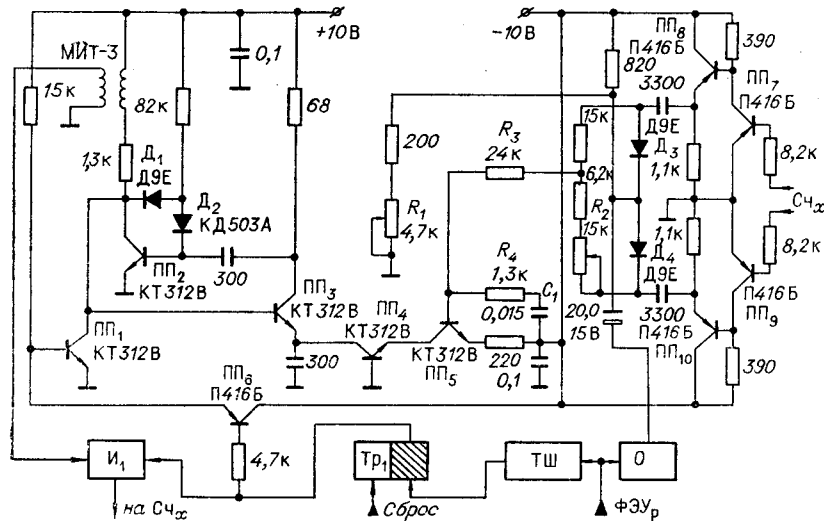 МИТ-3
15к
1,3к
82к
0,1
+10В
68
Д₁
Д9Е
Д₂
КД503А
300
ПП₂
КТ312В
ПП₁
КТ312В
ПП₃
КТ312В
300
ПП₄
КТ312В
КТ312В
ПП₅
200
R₁
4,7к
R₃
24к
R₄
1,3к
C₁
0,015
220
0,1
-10В
ПП₈
П416Б
820
3300
15к
Д9Е
Д₃
1,1к
6,2к
R₂
15к
1,1к
Д₄
Д9Е
3300
20,0
15В
П416Б
ПП₁₀
390
ПП₇
П416Б
8,2к
Сч_х
8,2к
П416Б
ПП₉
390
ПП₆
П416Б
4,7к
И₁
на Сч_х
Тр₁
Сброс
ТШ
О
ФЭУ_р